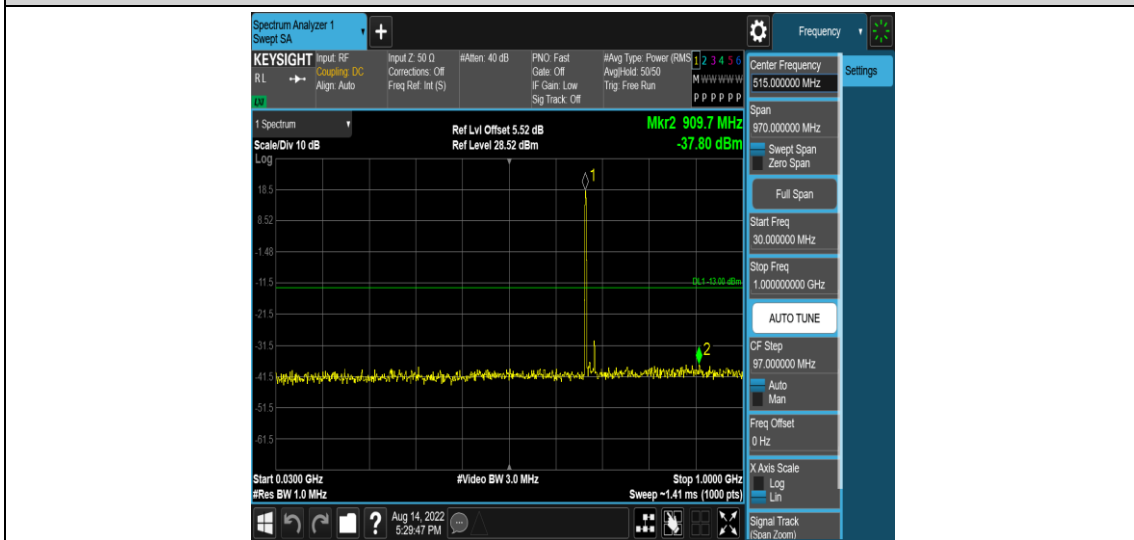 Spectrum Analyzer 1
Swept SA
+
Frequency
KEYSIGHT
RL
Input: RF
Coupling: DC
Align: Auto
Input Z: 50 Ω
Corrections: Off
Freq Ref: Int (S)
#Atten: 40 dB
PNO: Fast
Gate: Off
IF Gain: Low
Sig Track: Off
#Avg Type: Power (RMS
Avg|Hold: 50/50
Trig: Free Run
1 2 3 4 5 6
M W W W W W
P P P P P P
1 Spectrum
Scale/Div 10 dB
Log
Ref Lvl Offset 5.52 dB
Ref Level 28.52 dBm
Mkr2 909.7 MHz
-37.80 dBm
18.5
8.52
-1.48
-11.5
-21.5
-31.5
-41.5
-51.5
-61.5
1
DL1 -13.00 dBm
2
Start 0.0300 GHz
#Res BW 1.0 MHz
#Video BW 3.0 MHz
Stop 1.0000 GHz
Sweep ~1.41 ms (1000 pts)
Center Frequency
515.000000 MHz
Settings
Span
970.000000 MHz
Swept Span
Zero Span
Full Span
Start Freq
30.000000 MHz
Stop Freq
1.000000000 GHz
AUTO TUNE
CF Step
97.000000 MHz
Auto
Man
Freq Offset
0 Hz
X Axis Scale
Log
Lin
Signal Track
(Span Zoom)
?
Aug 14, 2022
5:29:47 PM